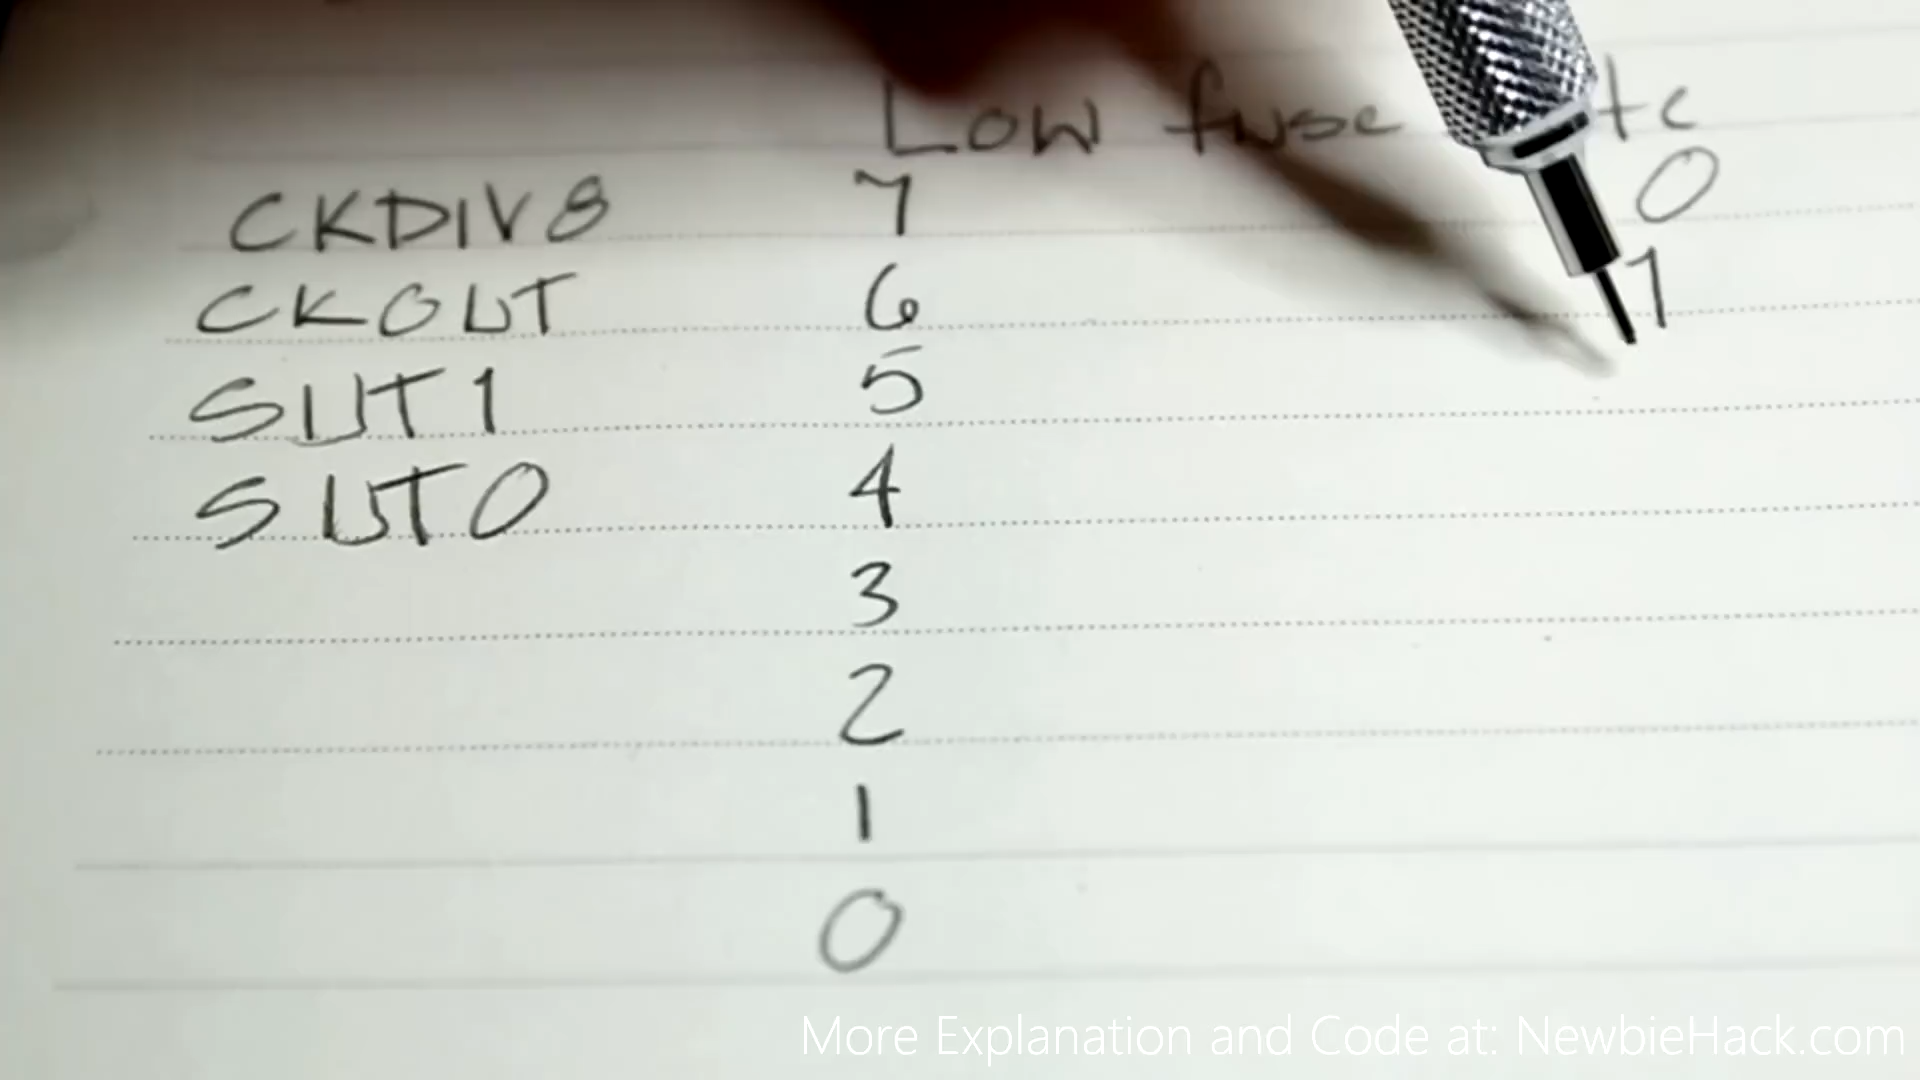 Low fuse
CKDIV8 7 0
CKOUT 6 1
SUT1 5
SUT0 4
3
2
1
0
More Explanation and Code at: NewbieHack.com